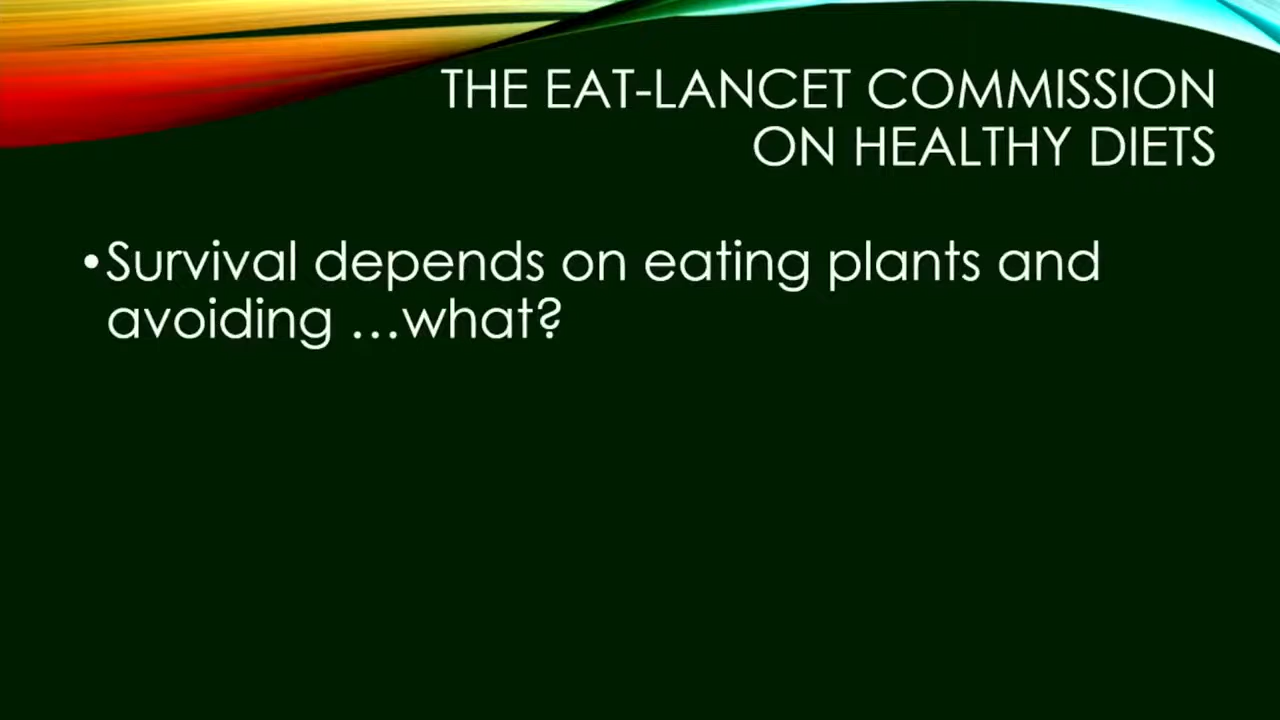 THE EAT-LANCET COMMISSION
ON HEALTHY DIETS
•Survival depends on eating plants and
avoiding …what?